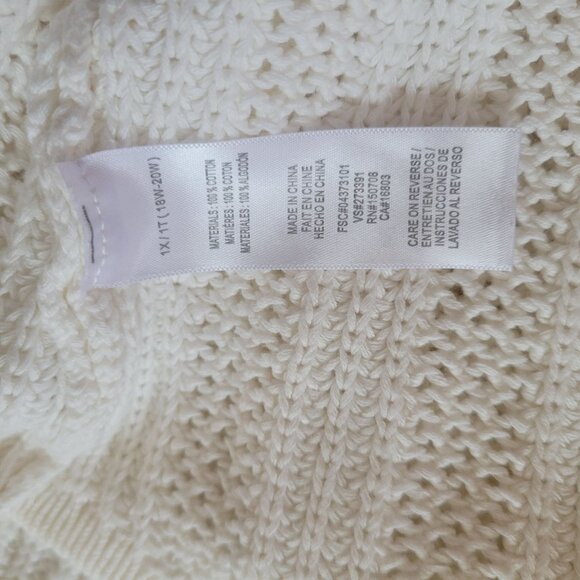 1X / 1T ( 18W-20W)
MATERIALS : 100 % COTTON
MATIÈRES : 100 % COTON
MATERIALES : 100 % ALGODÓN
MADE IN CHINA
FAIT EN CHINE
HECHO EN CHINA
FSC#04373101
VS#273391
RN#150708
CA#16803
CARE ON REVERSE /
ENTRETIEN AU DOS /
INSTRUCCIONES DE
LAVADO AL REVERSO